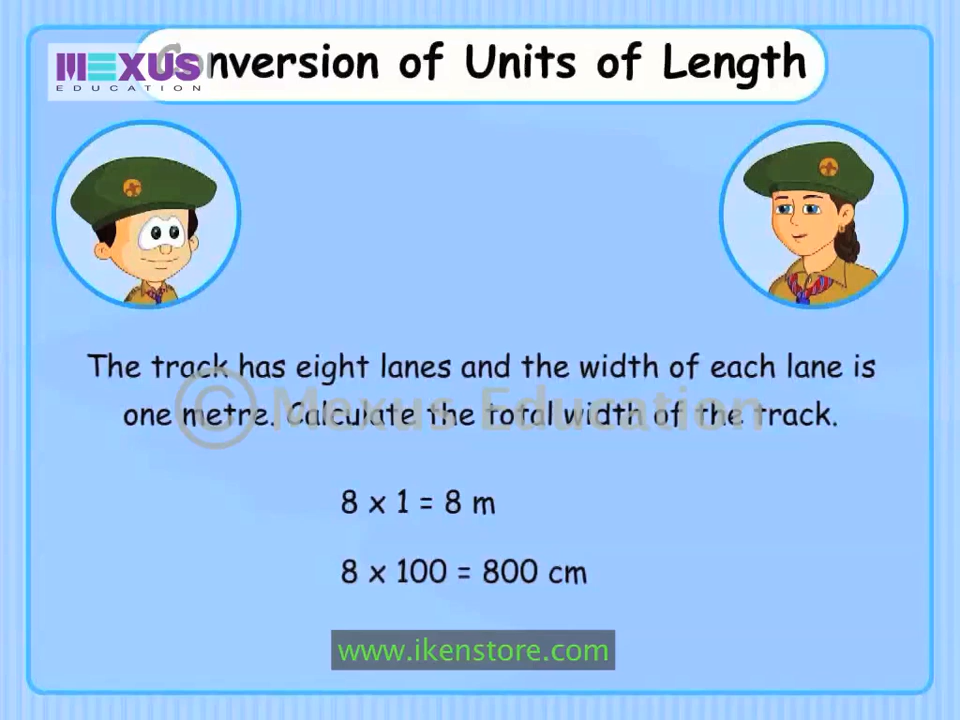 Conversion of Units of Length
MEXUS
EDUCATION
The track has eight lanes and the width of each lane is
one metre. Calculate the total width of the track.
© Mexus Education
8 x 1 = 8 m
8 x 100 = 800 cm
www.ikenstore.com